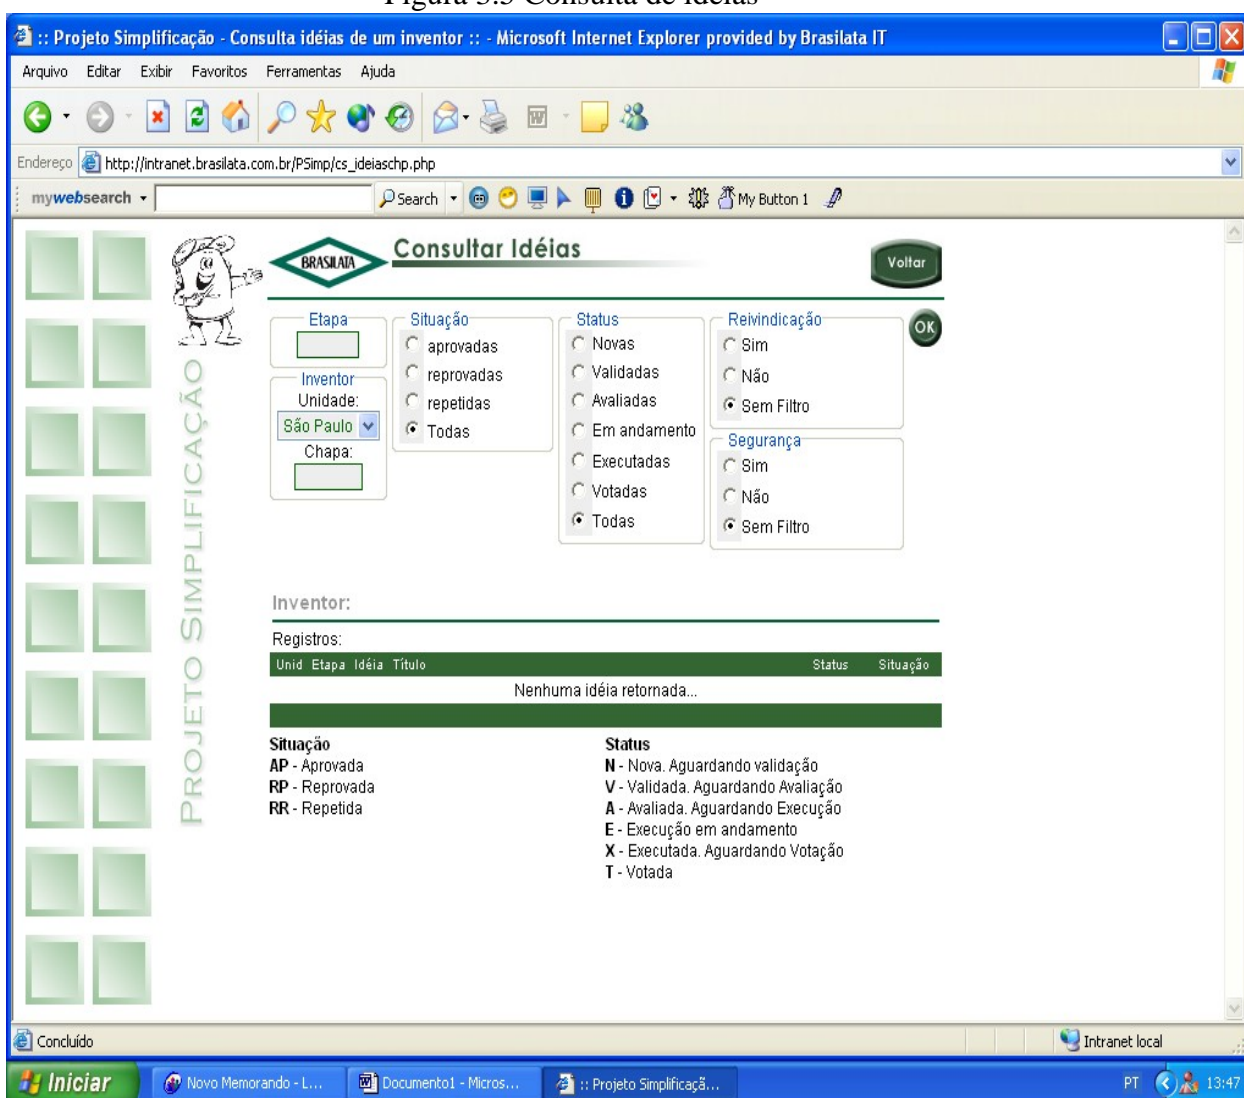 Figura 3.3 Consulta de idéias
:: Projeto Simplificação - Consulta idéias de um inventor :: - Microsoft Internet Explorer provided by Brasilata IT
Arquivo Editar Exibir Favoritos Ferramentas Ajuda
Endereço http://intranet.brasilata.com.br/PSimp/cs_ideiaschp.php
mywebsearch Search My Button 1
BRASILATA Consultar Idéias Voltar
PROJETO SIMPLIFICAÇÃO
Etapa Situação Status Reivindicação OK
aprovadas Novas Sim
Inventor reprovadas Validadas Não
Unidade: repetidas Avaliadas Sem Filtro
São Paulo Todas Em andamento Segurança
Chapa: Executadas Sim
Votadas Não
Todas Sem Filtro
Inventor:
Registros:
Unid Etapa Idéia Título Status Situação
Nenhuma idéia retornada...
Situação Status
AP - Aprovada N - Nova. Aguardando validação
RP - Reprovada V - Validada. Aguardando Avaliação
RR - Repetida A - Avaliada. Aguardando Execução
E - Execução em andamento
X - Executada. Aguardando Votação
T - Votada
Concluído Intranet local
Iniciar Novo Memorando - L... Documento1 - Micros... :: Projeto Simplificaçã... PT 13:47